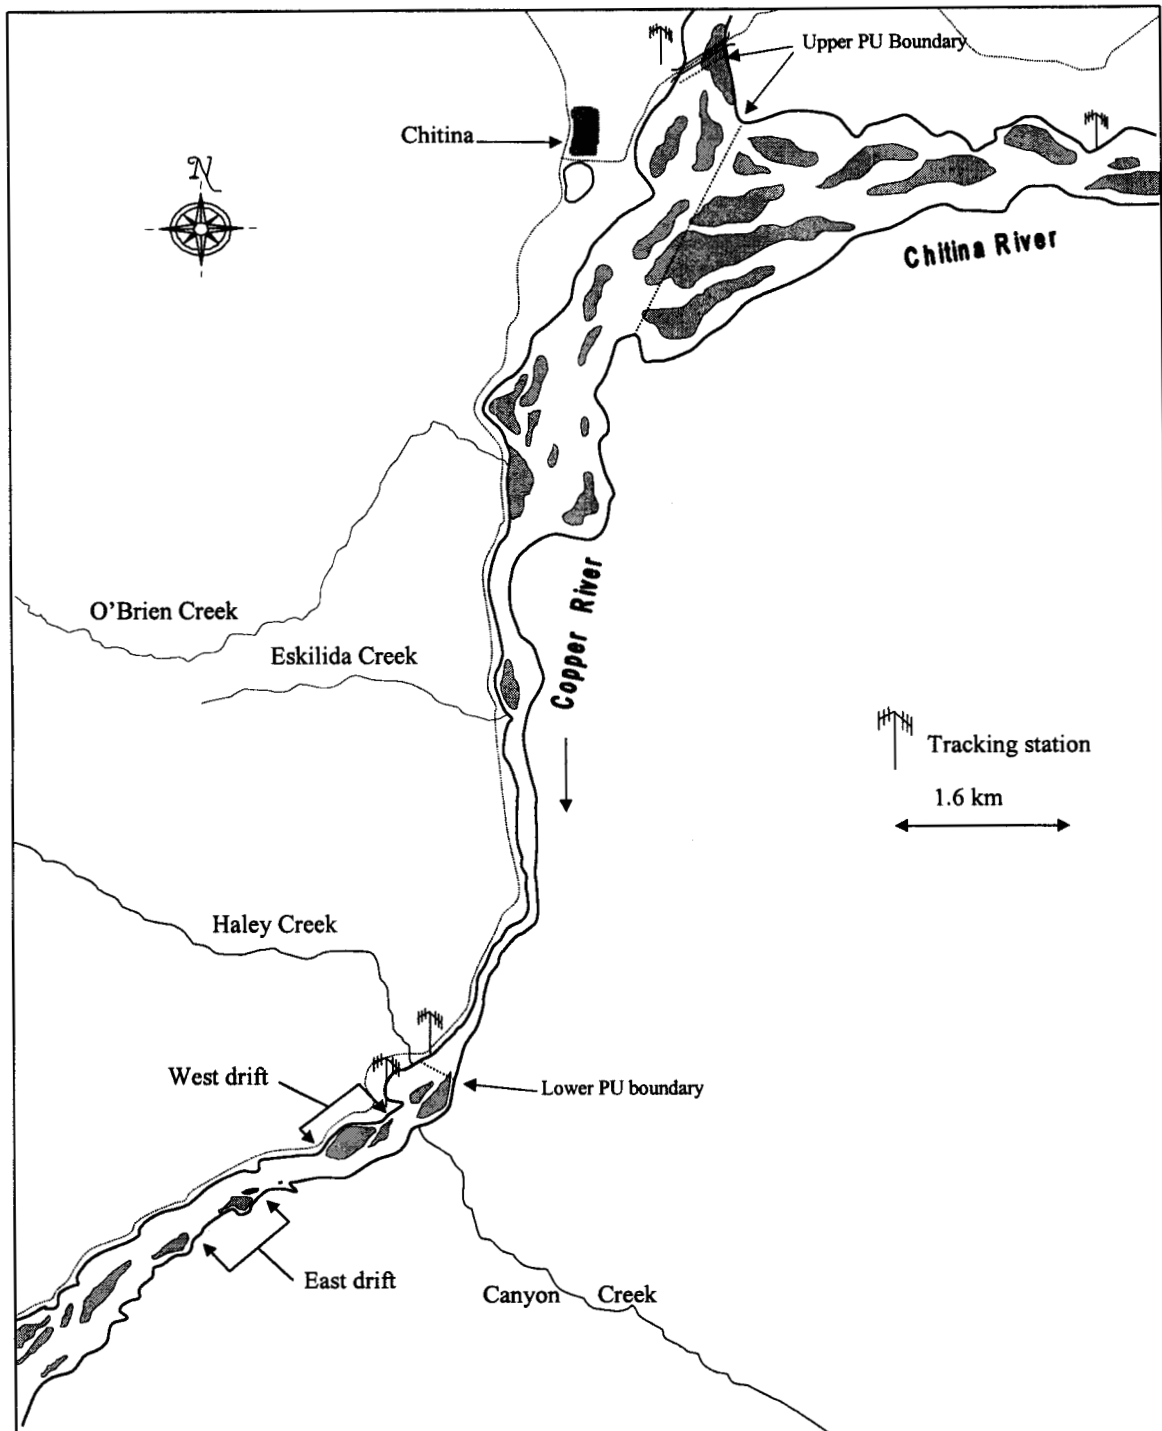 Upper PU Boundary
Chitina
N
Chitina River
O'Brien Creek
Eskilida Creek
Copper River
Tracking station
1.6 km
Haley Creek
West drift
Lower PU boundary
East drift
Canyon Creek